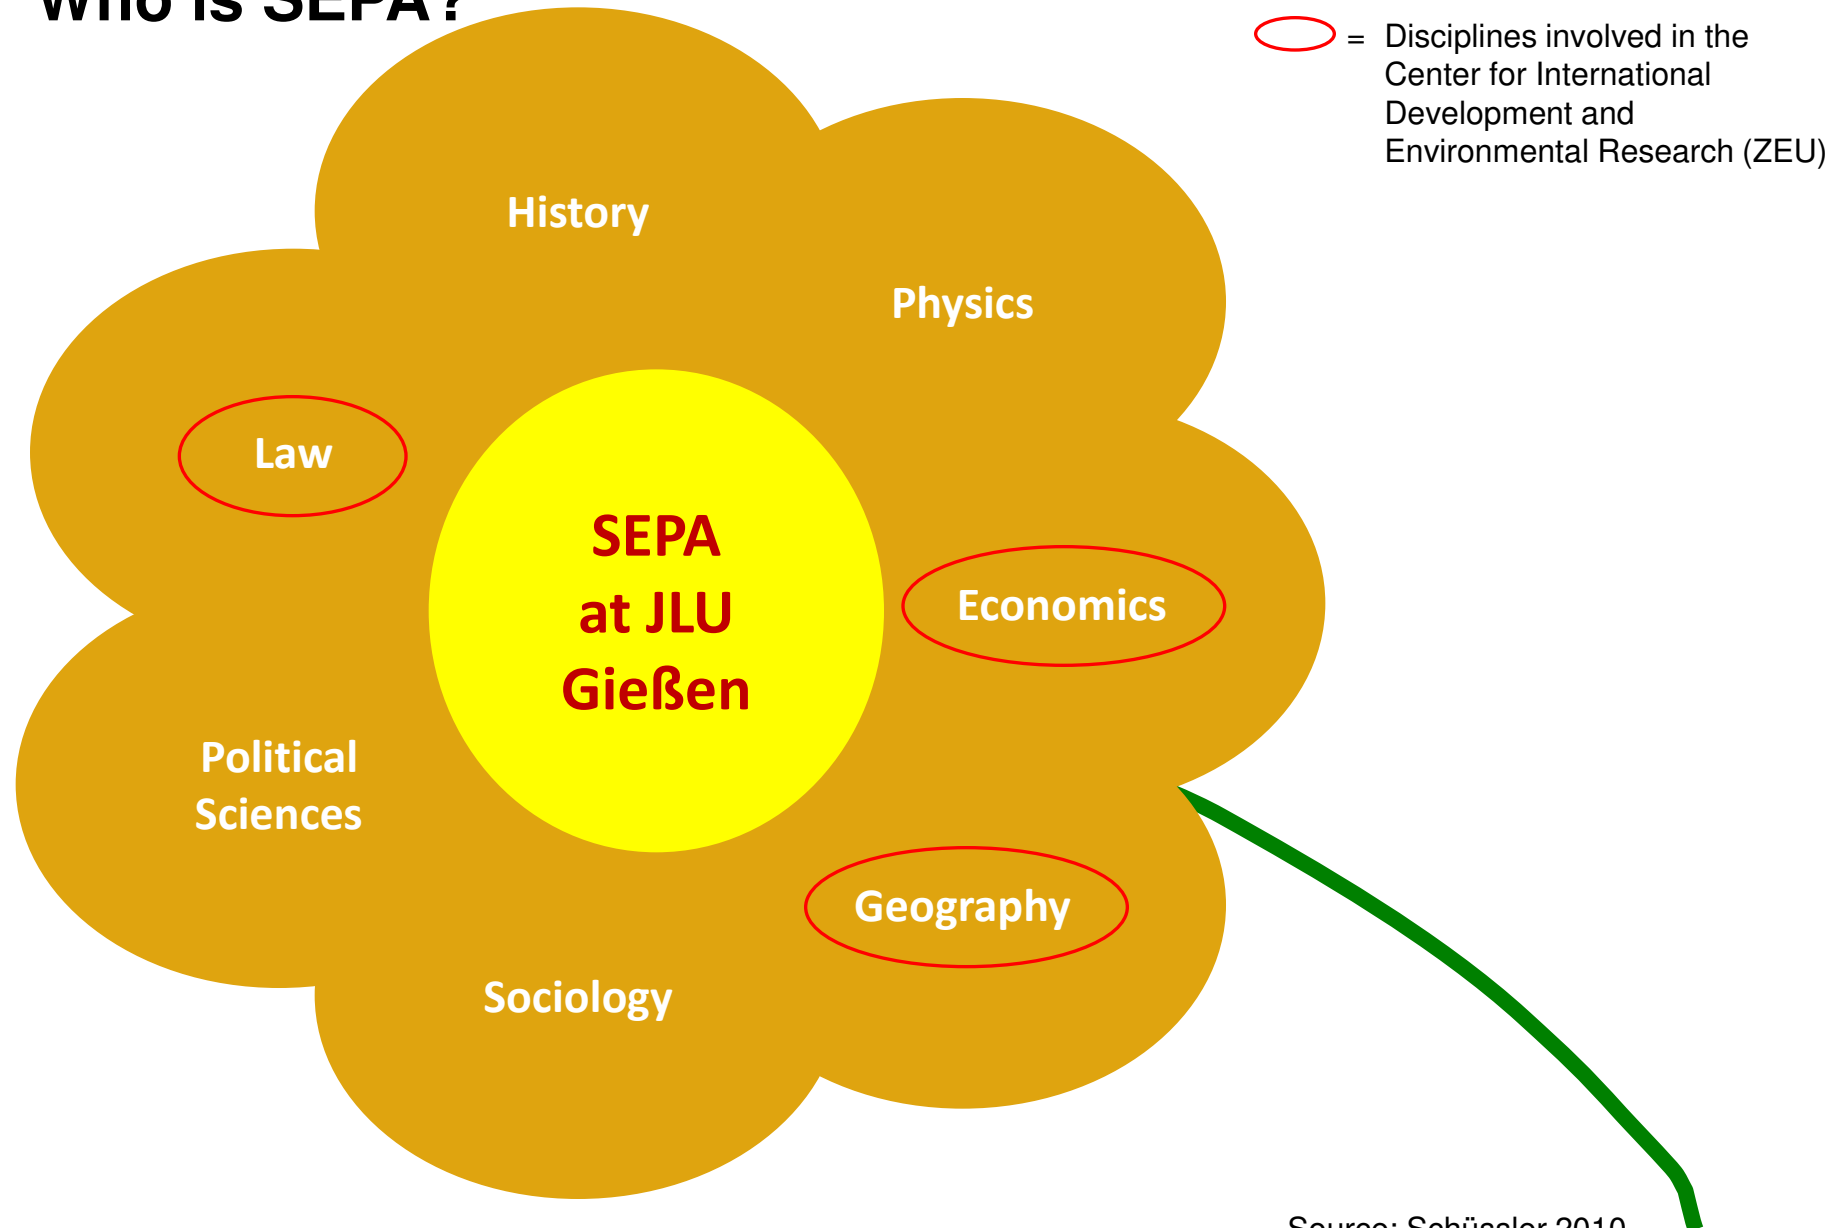 Who is SEPA?
= Disciplines involved in the
Center for International
Development and
Environmental Research (ZEU)
History
Physics
Law
SEPA
at JLU
Gießen
Economics
Political
Sciences
Geography
Sociology
Source: Schüssler 2010